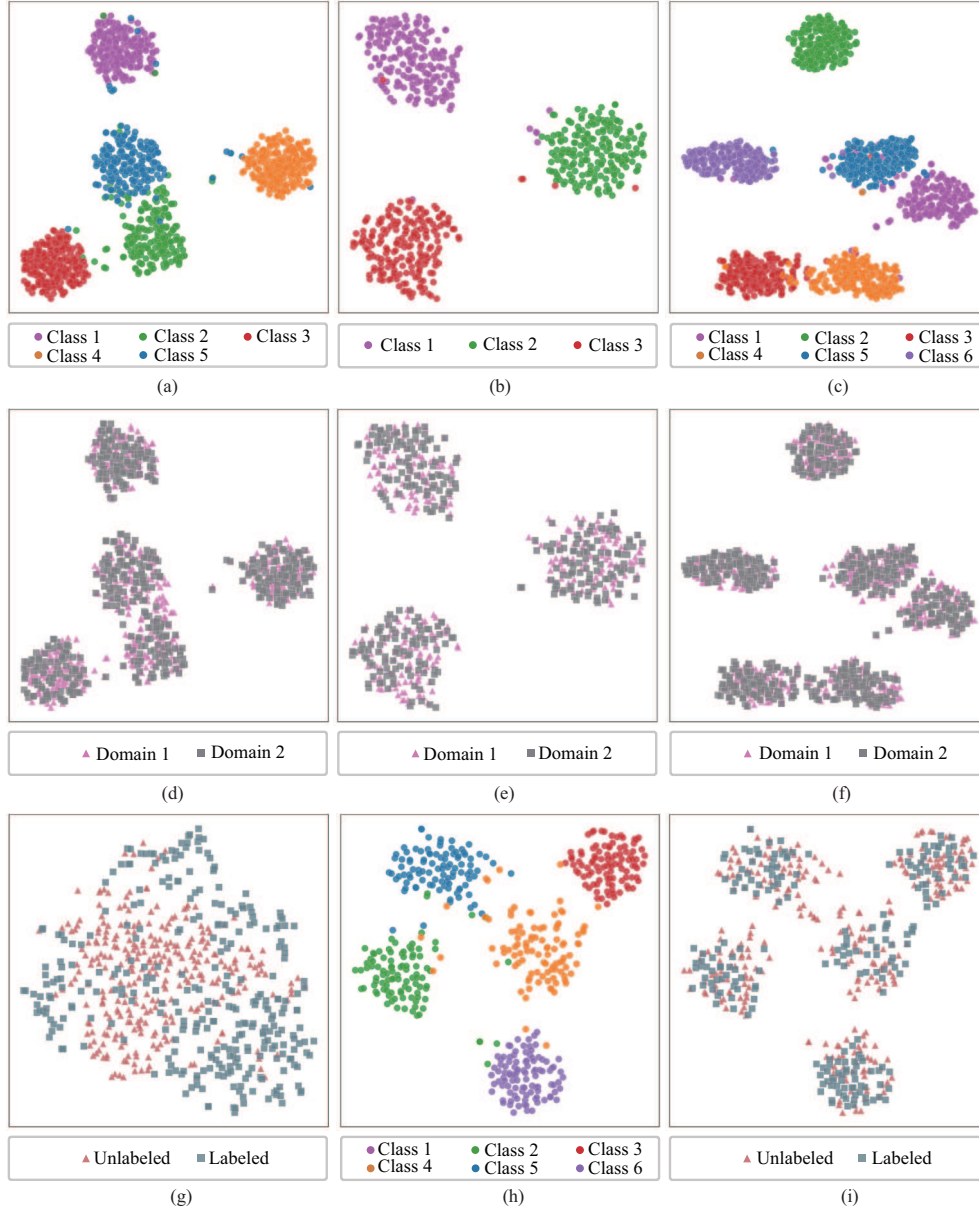 Class 1 Class 2 Class 3
Class 4 Class 5
(a)
Class 1 Class 2 Class 3
(b)
Class 1 Class 2 Class 3
Class 4 Class 5 Class 6
(c)
Domain 1 Domain 2
(d)
Domain 1 Domain 2
(e)
Domain 1 Domain 2
(f)
Unlabeled Labeled
(g)
Class 1 Class 2 Class 3
Class 4 Class 5 Class 6
(h)
Unlabeled Labeled
(i)